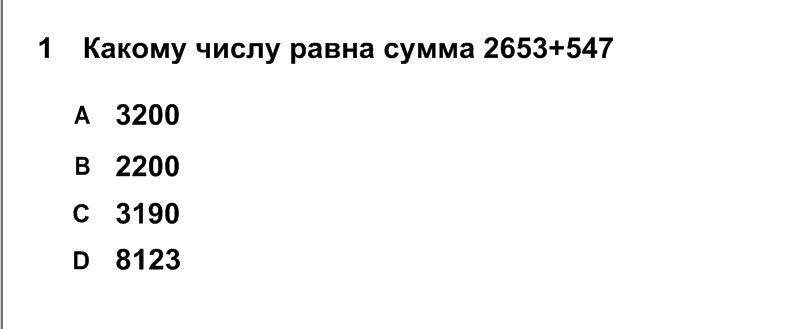 1 Какому числу равна сумма 2653+547
A 3200
B 2200
C 3190
D 8123